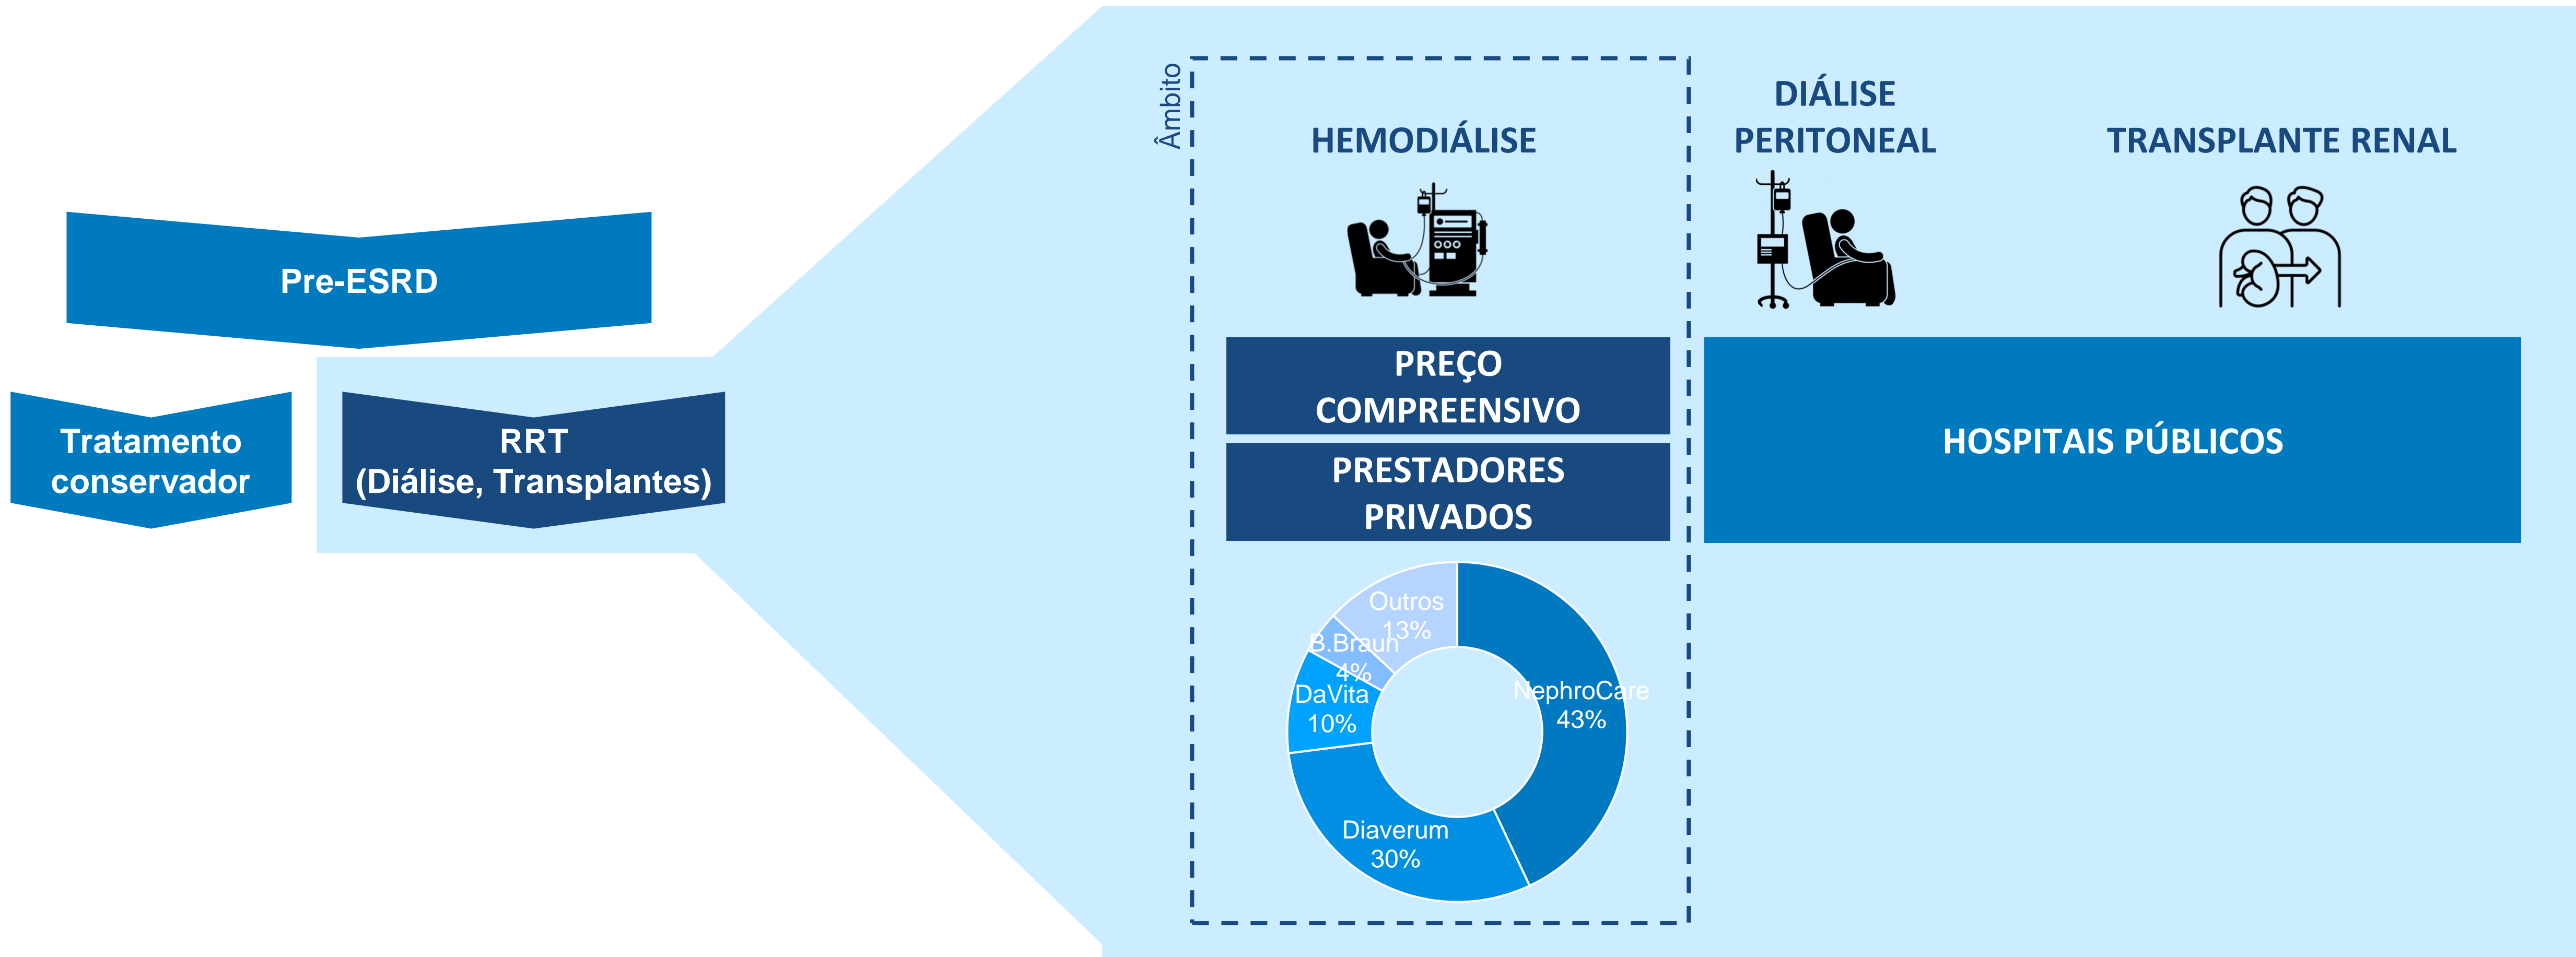 Pre-ESRD
Tratamento
conservador
RRT
(Diálise, Transplantes)
Âmbito
HEMODIÁLISE
DIÁLISE
PERITONEAL
TRANSPLANTE RENAL
PREÇO
COMPREENSIVO
PRESTADORES
PRIVADOS
HOSPITAIS PÚBLICOS
Outros
13%
B.Braun
4%
DaVita
10%
NephroCare
43%
Diaverum
30%